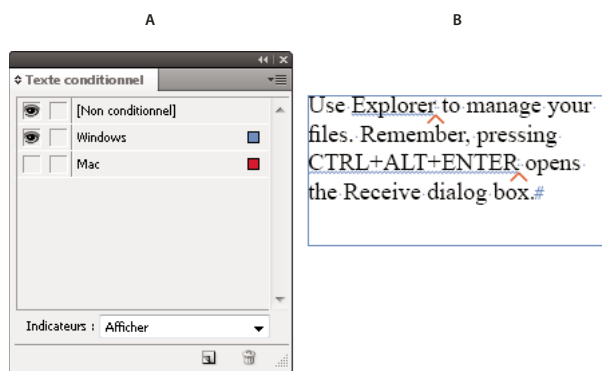 A
B
Texte conditionnel
[Non conditionnel]
Windows
Mac
Indicateurs : Afficher
Use Explorer to manage your
files. Remember, pressing
CTRL+ALT+ENTER opens
the Receive dialog box.#